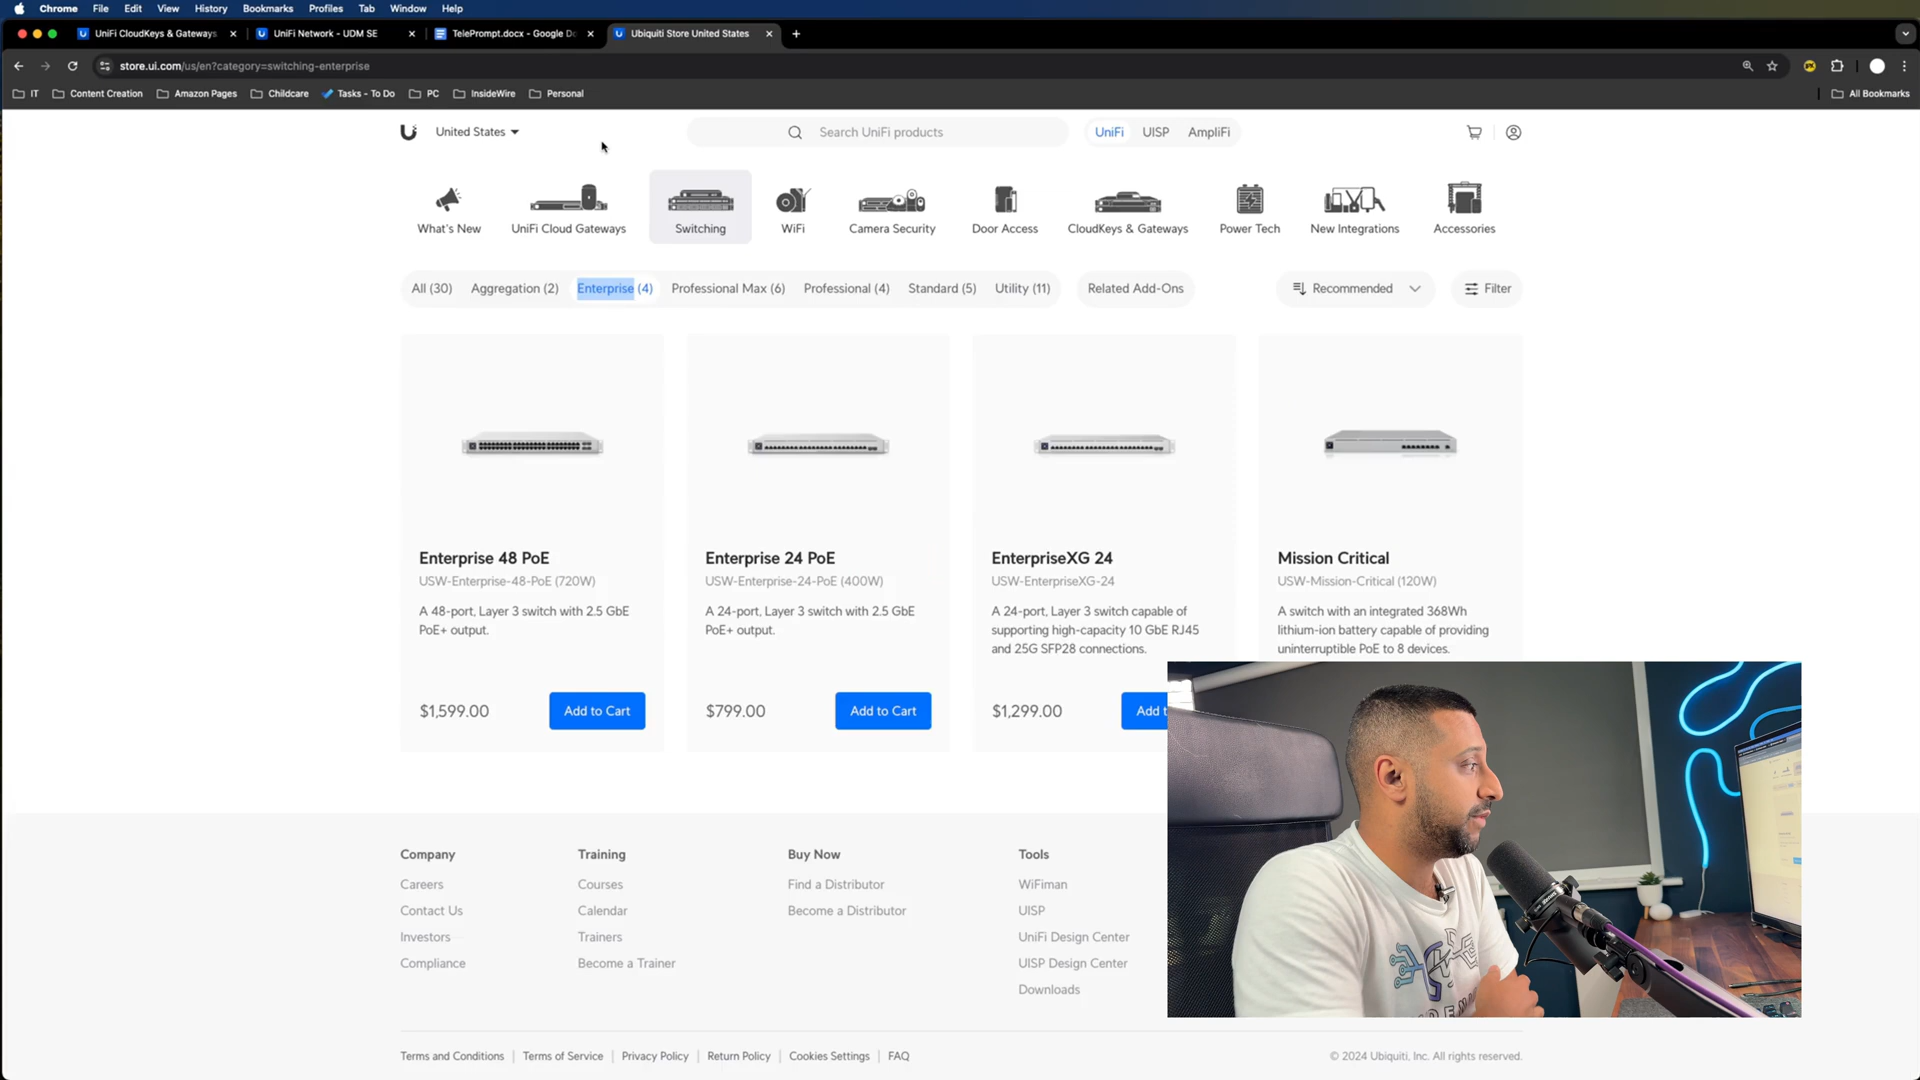 Chrome File Edit View History Bookmarks Profiles Tab Window Help
UniFi CloudKeys & Gateways UniFi Network - UDM SE TelePrompt.docx - Google Do Ubiquiti Store United States
store.ui.com/us/en?category=switching-enterprise
IT Content Creation Amazon Pages Childcare Tasks - To Do PC InsideWire Personal All Bookmarks
United States Search UniFi products UniFi UISP AmpliFi
What's New UniFi Cloud Gateways Switching WiFi Camera Security Door Access CloudKeys & Gateways Power Tech New Integrations Accessories
All (30) Aggregation (2) Enterprise (4) Professional Max (6) Professional (4) Standard (5) Utility (11) Related Add-Ons Recommended Filter
Enterprise 48 PoE
USW-Enterprise-48-PoE (720W)
A 48-port, Layer 3 switch with 2.5 GbE
PoE+ output.
$1,599.00 Add to Cart
Enterprise 24 PoE
USW-Enterprise-24-PoE (400W)
A 24-port, Layer 3 switch with 2.5 GbE
PoE+ output.
$799.00 Add to Cart
EnterpriseXG 24
USW-EnterpriseXG-24
A 24-port, Layer 3 switch capable of
supporting high-capacity 10 GbE RJ45
and 25G SFP28 connections.
$1,299.00 Add t
Mission Critical
USW-Mission-Critical (120W)
A switch with an integrated 368Wh
lithium-ion battery capable of providing
uninterruptible PoE to 8 devices.
Company
Careers
Contact Us
Investors
Compliance
Training
Courses
Calendar
Trainers
Become a Trainer
Buy Now
Find a Distributor
Become a Distributor
Tools
WiFiman
UISP
UniFi Design Center
UISP Design Center
Downloads
Terms and Conditions Terms of Service Privacy Policy Return Policy Cookies Settings FAQ
© 2024 Ubiquiti, Inc. All rights reserved.